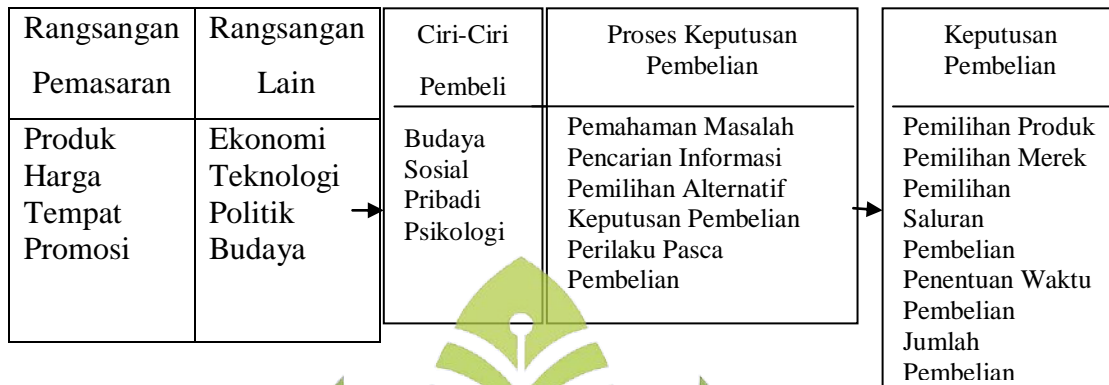 Rangsangan
Pemasaran
Produk
Harga
Tempat
Promosi
Rangsangan
Lain
Ekonomi
Teknologi
Politik
Budaya
Ciri-Ciri
Pembeli
Budaya
Sosial
Pribadi
Psikologi
Proses Keputusan
Pembelian
Pemahaman Masalah
Pencarian Informasi
Pemilihan Alternatif
Keputusan Pembelian
Perilaku Pasca
Pembelian
Keputusan
Pembelian
Pemilihan Produk
Pemilihan Merek
Pemilihan
Saluran
Pembelian
Penentuan Waktu
Pembelian
Jumlah
Pembelian